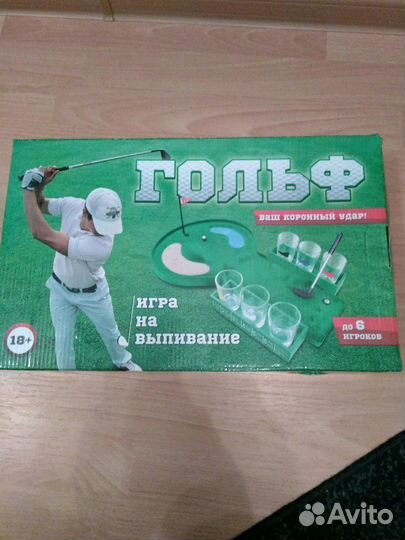 ГОЛЬФ
ВАШ КОРОННЫЙ УДАР!
ИГРА
НА
ВЫПИВАНИЕ
18+
ДО 6
ИГРОКОВ
Avito